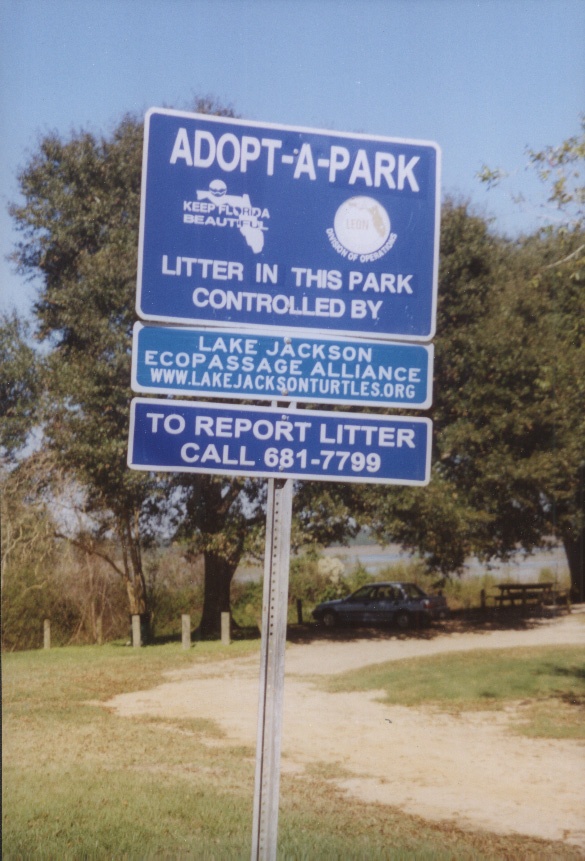 ADOPT-A-PARK
KEEP FLORIDA
BEAUTIFUL
LEON
DIVISION OF OPERATIONS
LITTER IN THIS PARK
CONTROLLED BY
LAKE JACKSON
ECOPASSAGE ALLIANCE
WWW.LAKEJACKSONTURTLES.ORG
TO REPORT LITTER
CALL 681-7799